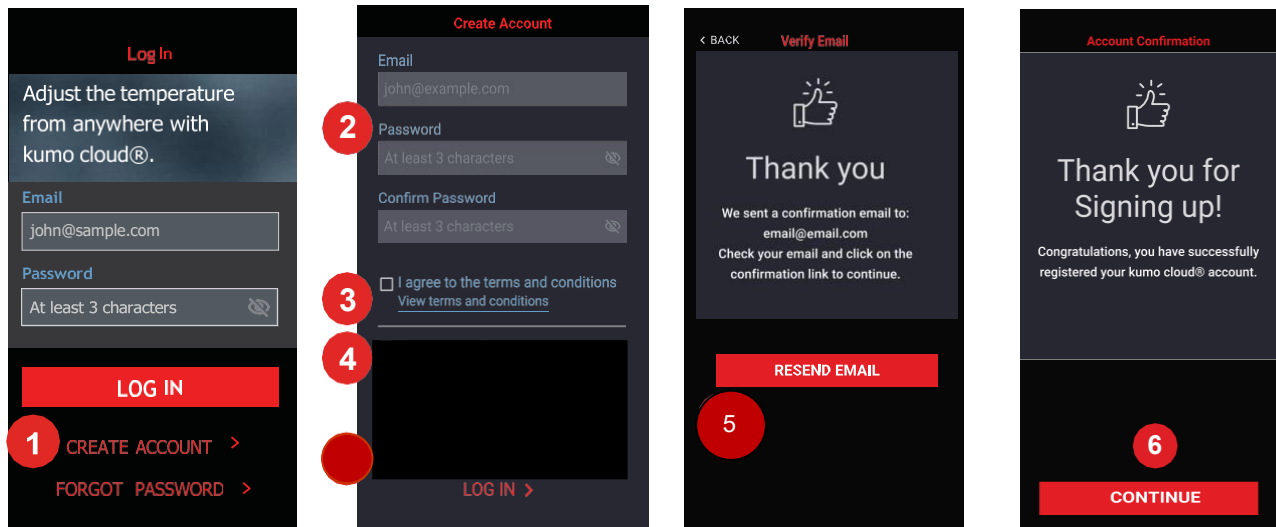 Log In
Adjust the temperature
from anywhere with
kumo cloud®.
Email
john@sample.com
Password
At least 3 characters
LOG IN
1
CREATE ACCOUNT >
FORGOT PASSWORD >
Create Account
Email
john@example.com
2
Password
At least 3 characters
Confirm Password
At least 3 characters
3
I agree to the terms and conditions
View terms and conditions
4
LOG IN >
< BACK
Verify Email
Thank you
We sent a confirmation email to:
email@email.com
Check your email and click on the
confirmation link to continue.
RESEND EMAIL
5
Account Confirmation
Thank you for
Signing up!
Congratulations, you have successfully
registered your kumo cloud® account.
6
CONTINUE